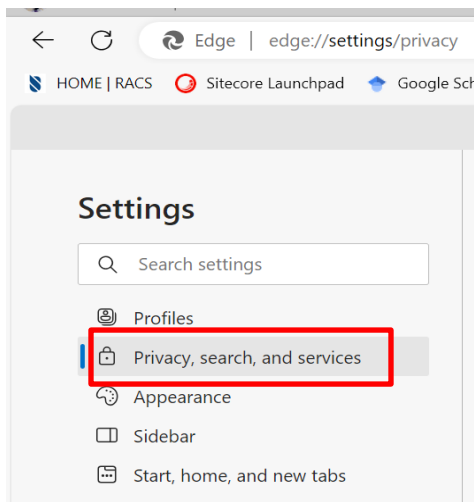 Edge | edge://settings/privacy
HOME | RACS Sitecore Launchpad Google Sch
Settings
Search settings
Profiles
Privacy, search, and services
Appearance
Sidebar
Start, home, and new tabs